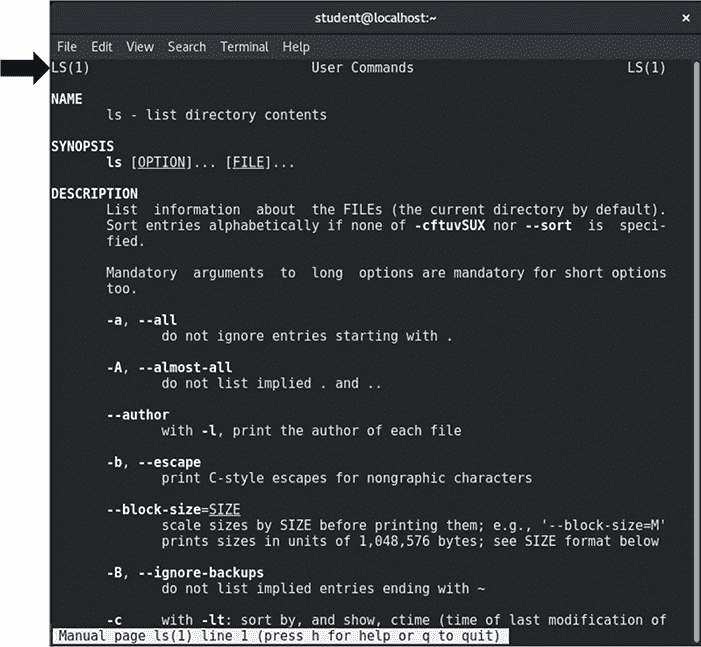 student@localhost:~ ×
File Edit View Search Terminal Help
LS(1) User Commands LS(1)
NAME
ls - list directory contents
SYNOPSIS
ls [OPTION]... [FILE]...
DESCRIPTION
List information about the FILEs (the current directory by default).
Sort entries alphabetically if none of -cftuvSUX nor --sort is speci-
fied.
Mandatory arguments to long options are mandatory for short options
too.
-a, --all
do not ignore entries starting with .
-A, --almost-all
do not list implied . and ..
--author
with -l, print the author of each file
-b, --escape
print C-style escapes for nongraphic characters
--block-size=SIZE
scale sizes by SIZE before printing them; e.g., '--block-size=M'
prints sizes in units of 1,048,576 bytes; see SIZE format below
-B, --ignore-backups
do not list implied entries ending with ~
-c with -lt: sort by, and show, ctime (time of last modification of
Manual page ls(1) line 1 (press h for help or q to quit)